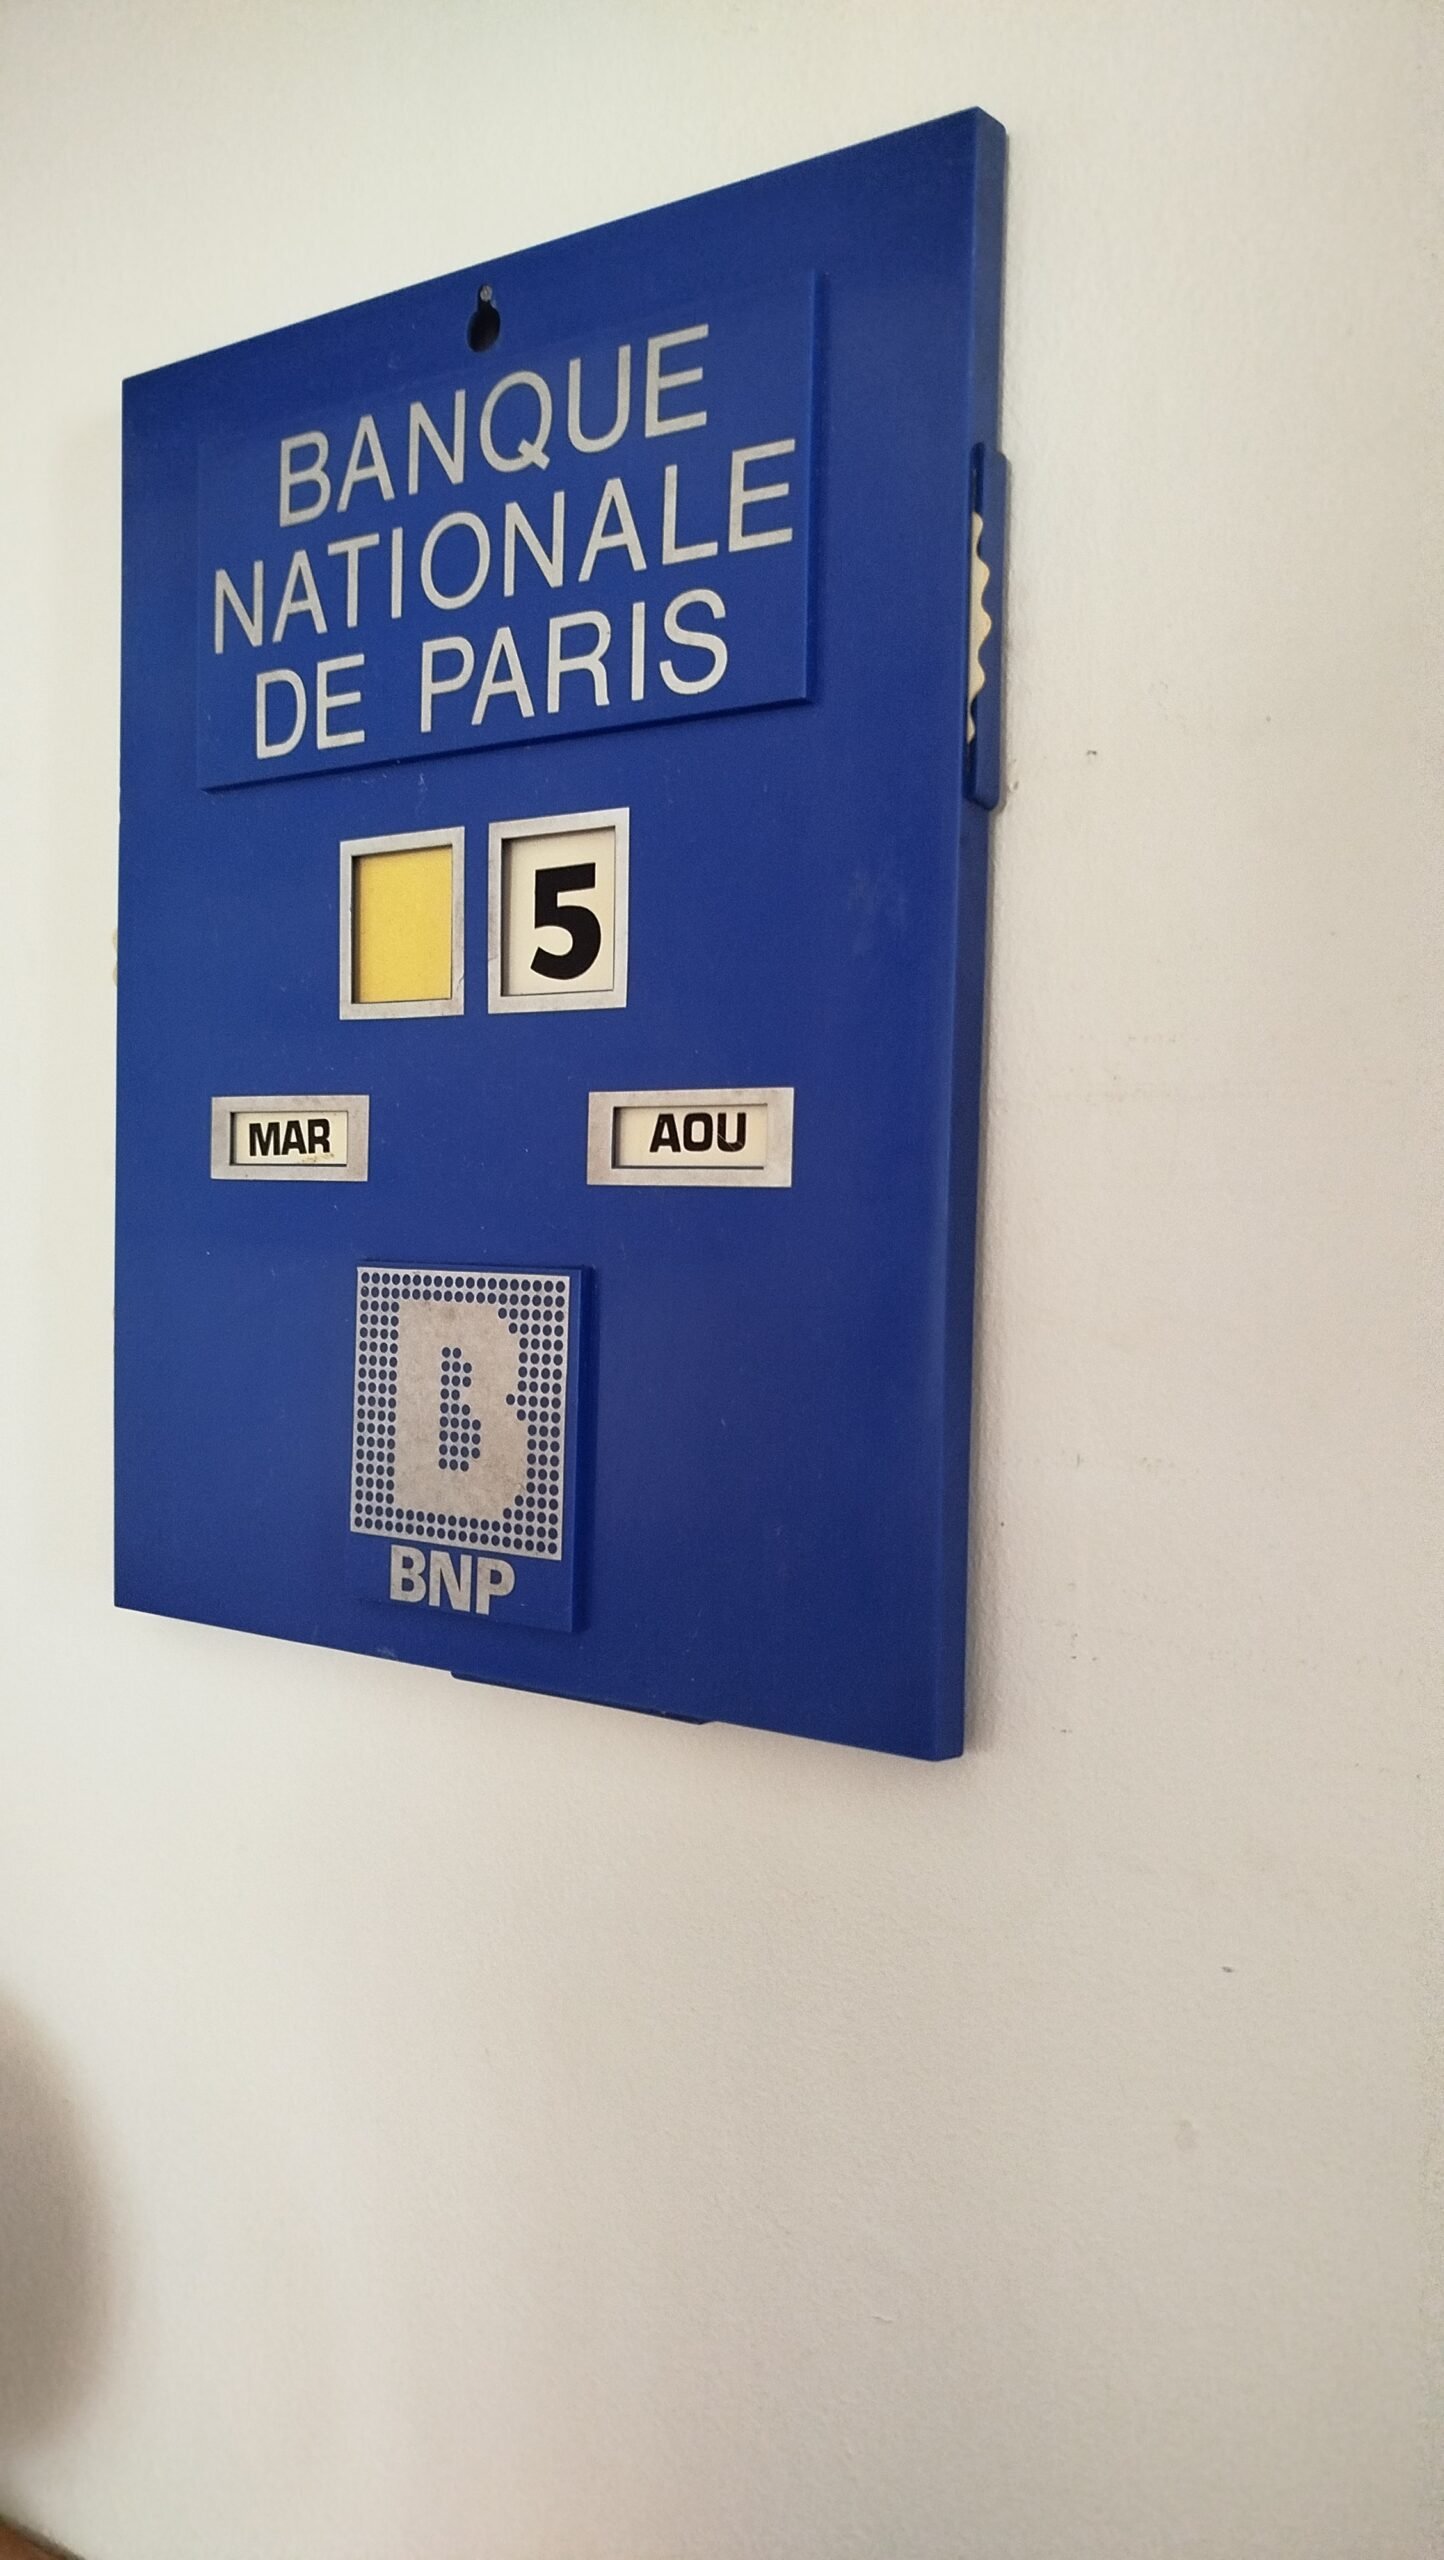 BANQUE
NATIONALE
DE PARIS
5
MAR AOU
B
BNP